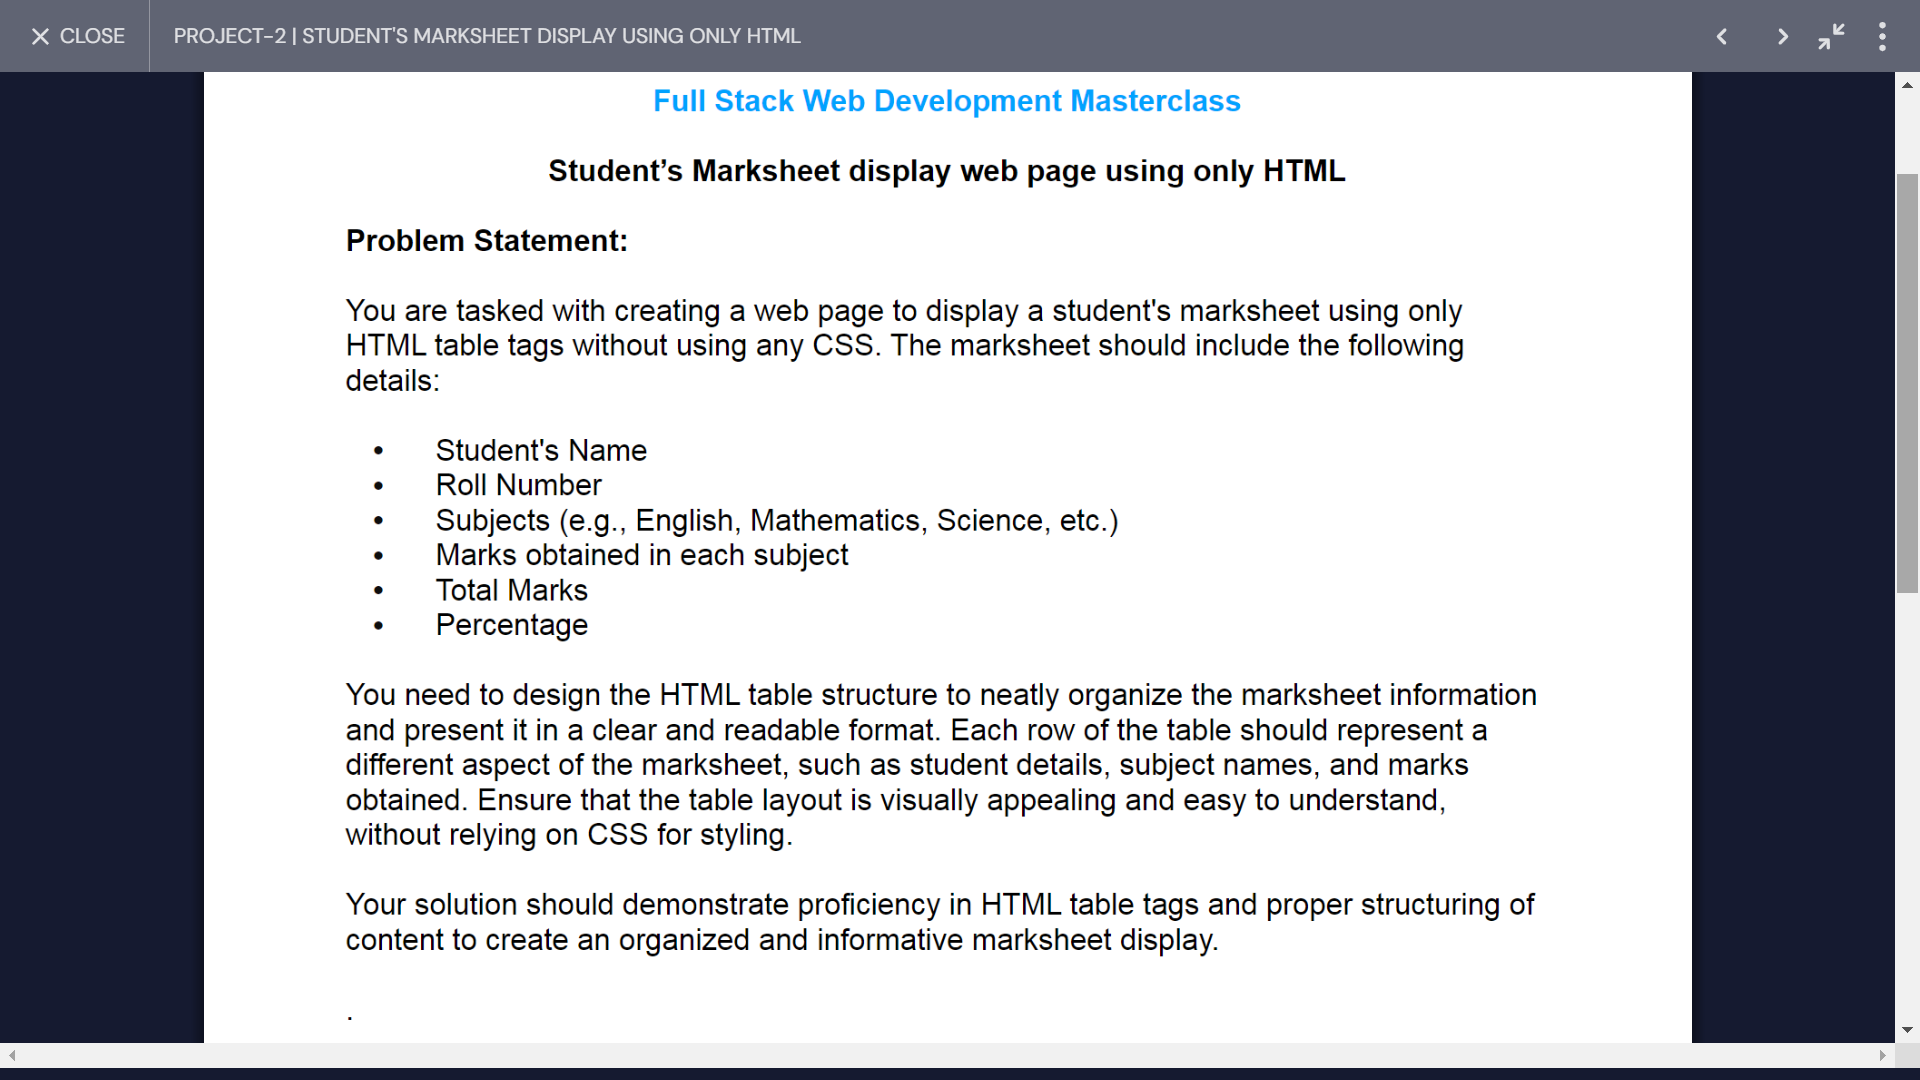 CLOSE
PROJECT-2 | STUDENT'S MARKSHEET DISPLAY USING ONLY HTML
Full Stack Web Development Masterclass
Student’s Marksheet display web page using only HTML
Problem Statement:
You are tasked with creating a web page to display a student's marksheet using only
HTML table tags without using any CSS. The marksheet should include the following
details:
• Student's Name
• Roll Number
• Subjects (e.g., English, Mathematics, Science, etc.)
• Marks obtained in each subject
• Total Marks
• Percentage
You need to design the HTML table structure to neatly organize the marksheet information
and present it in a clear and readable format. Each row of the table should represent a
different aspect of the marksheet, such as student details, subject names, and marks
obtained. Ensure that the table layout is visually appealing and easy to understand,
without relying on CSS for styling.
Your solution should demonstrate proficiency in HTML table tags and proper structuring of
content to create an organized and informative marksheet display.
.